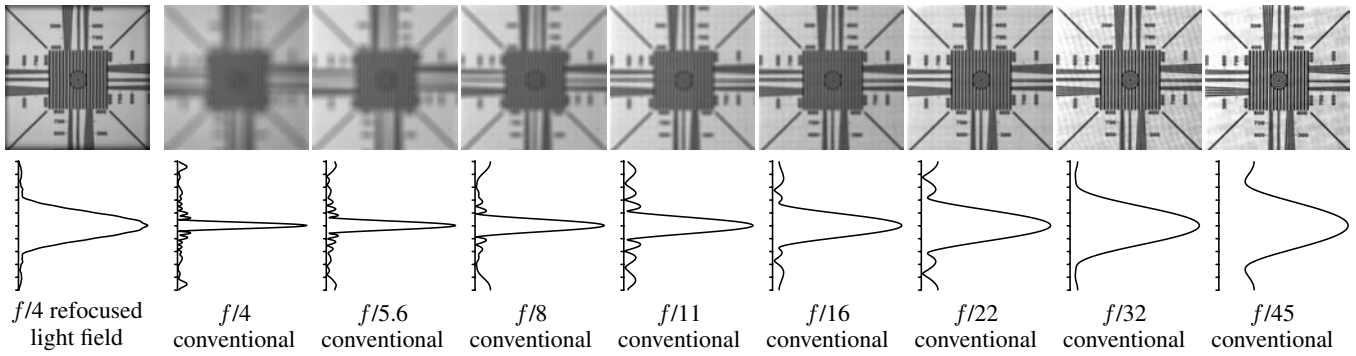 f/4 refocused
light field
f/4
conventional
f/5.6
conventional
f/8
conventional
f/11
conventional
f/16
conventional
f/22
conventional
f/32
conventional
f/45
conventional